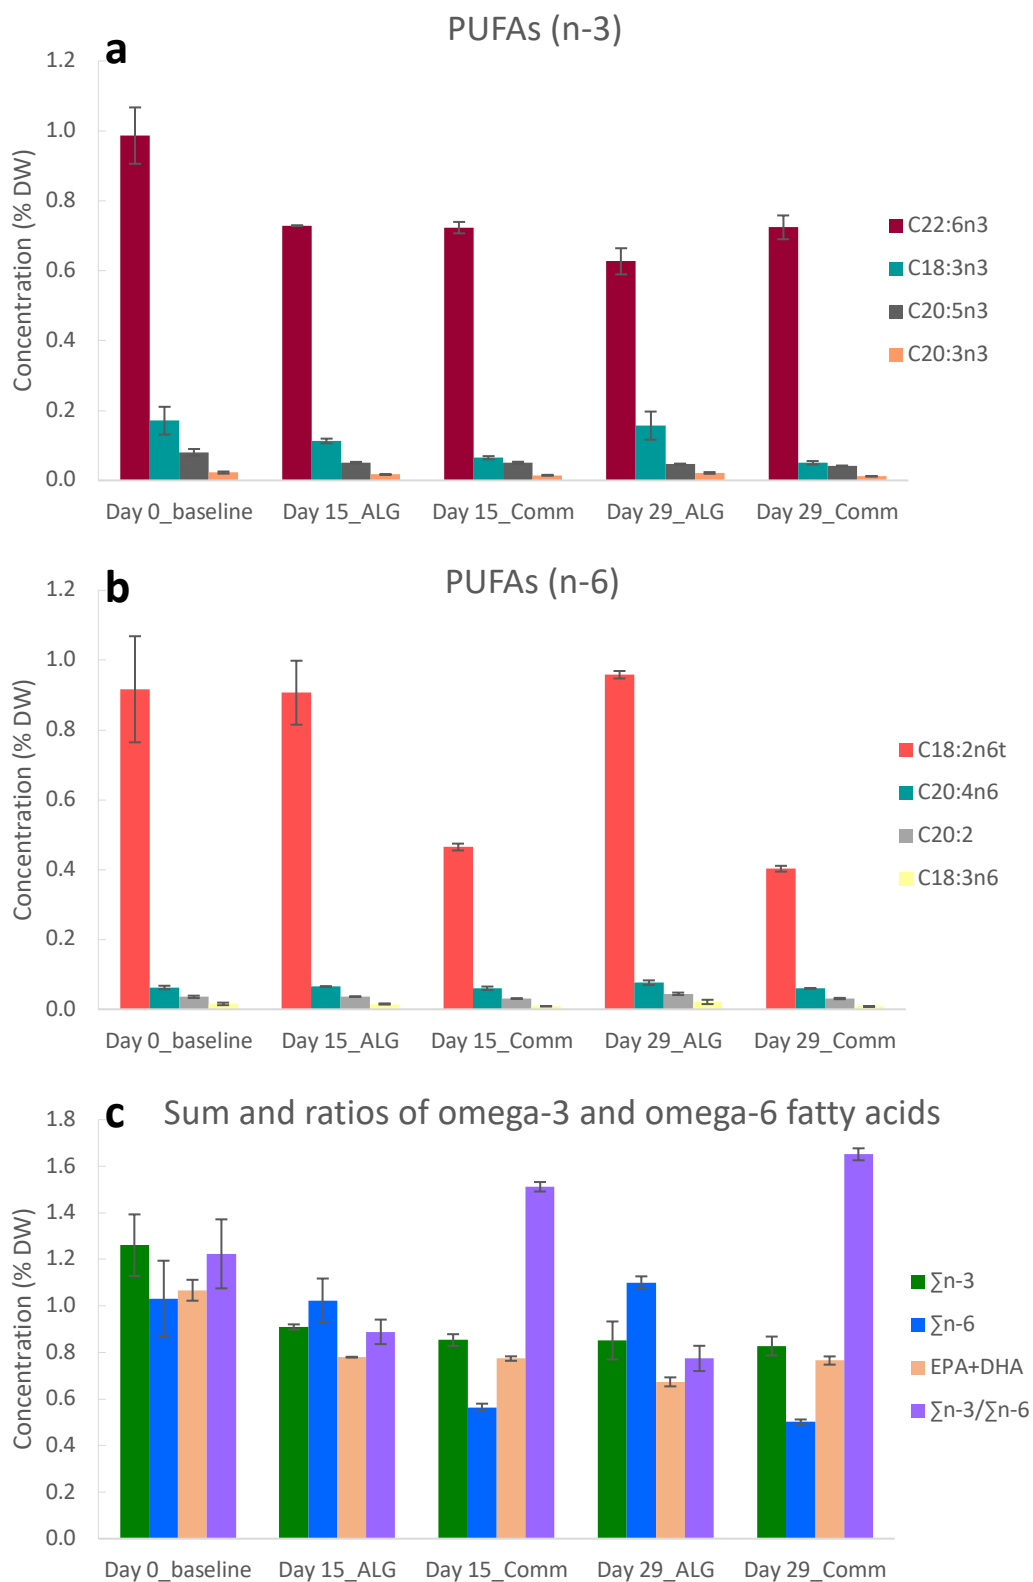 a PUFAs (n-3)
Concentration (% DW)
1.2
1.0
0.8
0.6
0.4
0.2
0.0
Day 0_baseline Day 15_ALG Day 15_Comm Day 29_ALG Day 29_Comm
C22:6n3
C18:3n3
C20:5n3
C20:3n3
b PUFAs (n-6)
Concentration (% DW)
1.2
1.0
0.8
0.6
0.4
0.2
0.0
Day 0_baseline Day 15_ALG Day 15_Comm Day 29_ALG Day 29_Comm
C18:2n6t
C20:4n6
C20:2
C18:3n6
c Sum and ratios of omega-3 and omega-6 fatty acids
Concentration (% DW)
1.8
1.6
1.4
1.2
1.0
0.8
0.6
0.4
0.2
0.0
Day 0_baseline Day 15_ALG Day 15_Comm Day 29_ALG Day 29_Comm
∑n-3
∑n-6
EPA+DHA
∑n-3/∑n-6